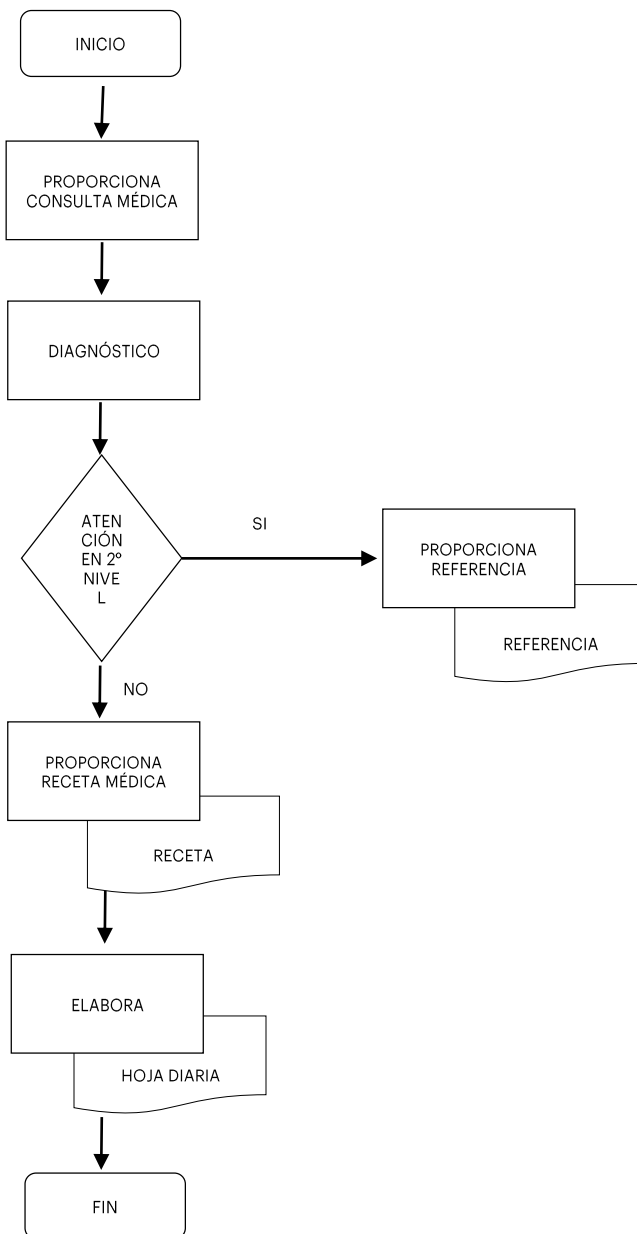 INICIO
PROPORCIONA
CONSULTA MÉDICA
DIAGNÓSTICO
ATEN
CIÓN
EN 2º
NIVE
L
SI
PROPORCIONA
REFERENCIA
REFERENCIA
NO
PROPORCIONA
RECETA MÉDICA
RECETA
ELABORA
HOJA DIARIA
FIN